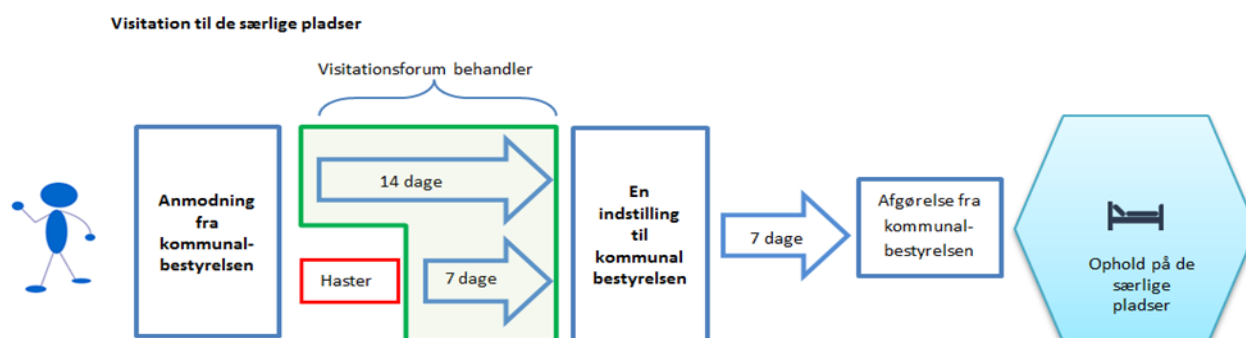 Visitation til de særlige pladser
Visitationsforum behandler
Anmodning
fra
kommunal-
bestyrelsen
14 dage
Haster
7 dage
En
indstilling
til
kommunal
bestyrelsen
7 dage
Afgørelse fra
kommunal-
bestyrelsen
Ophold på de
særlige
pladser